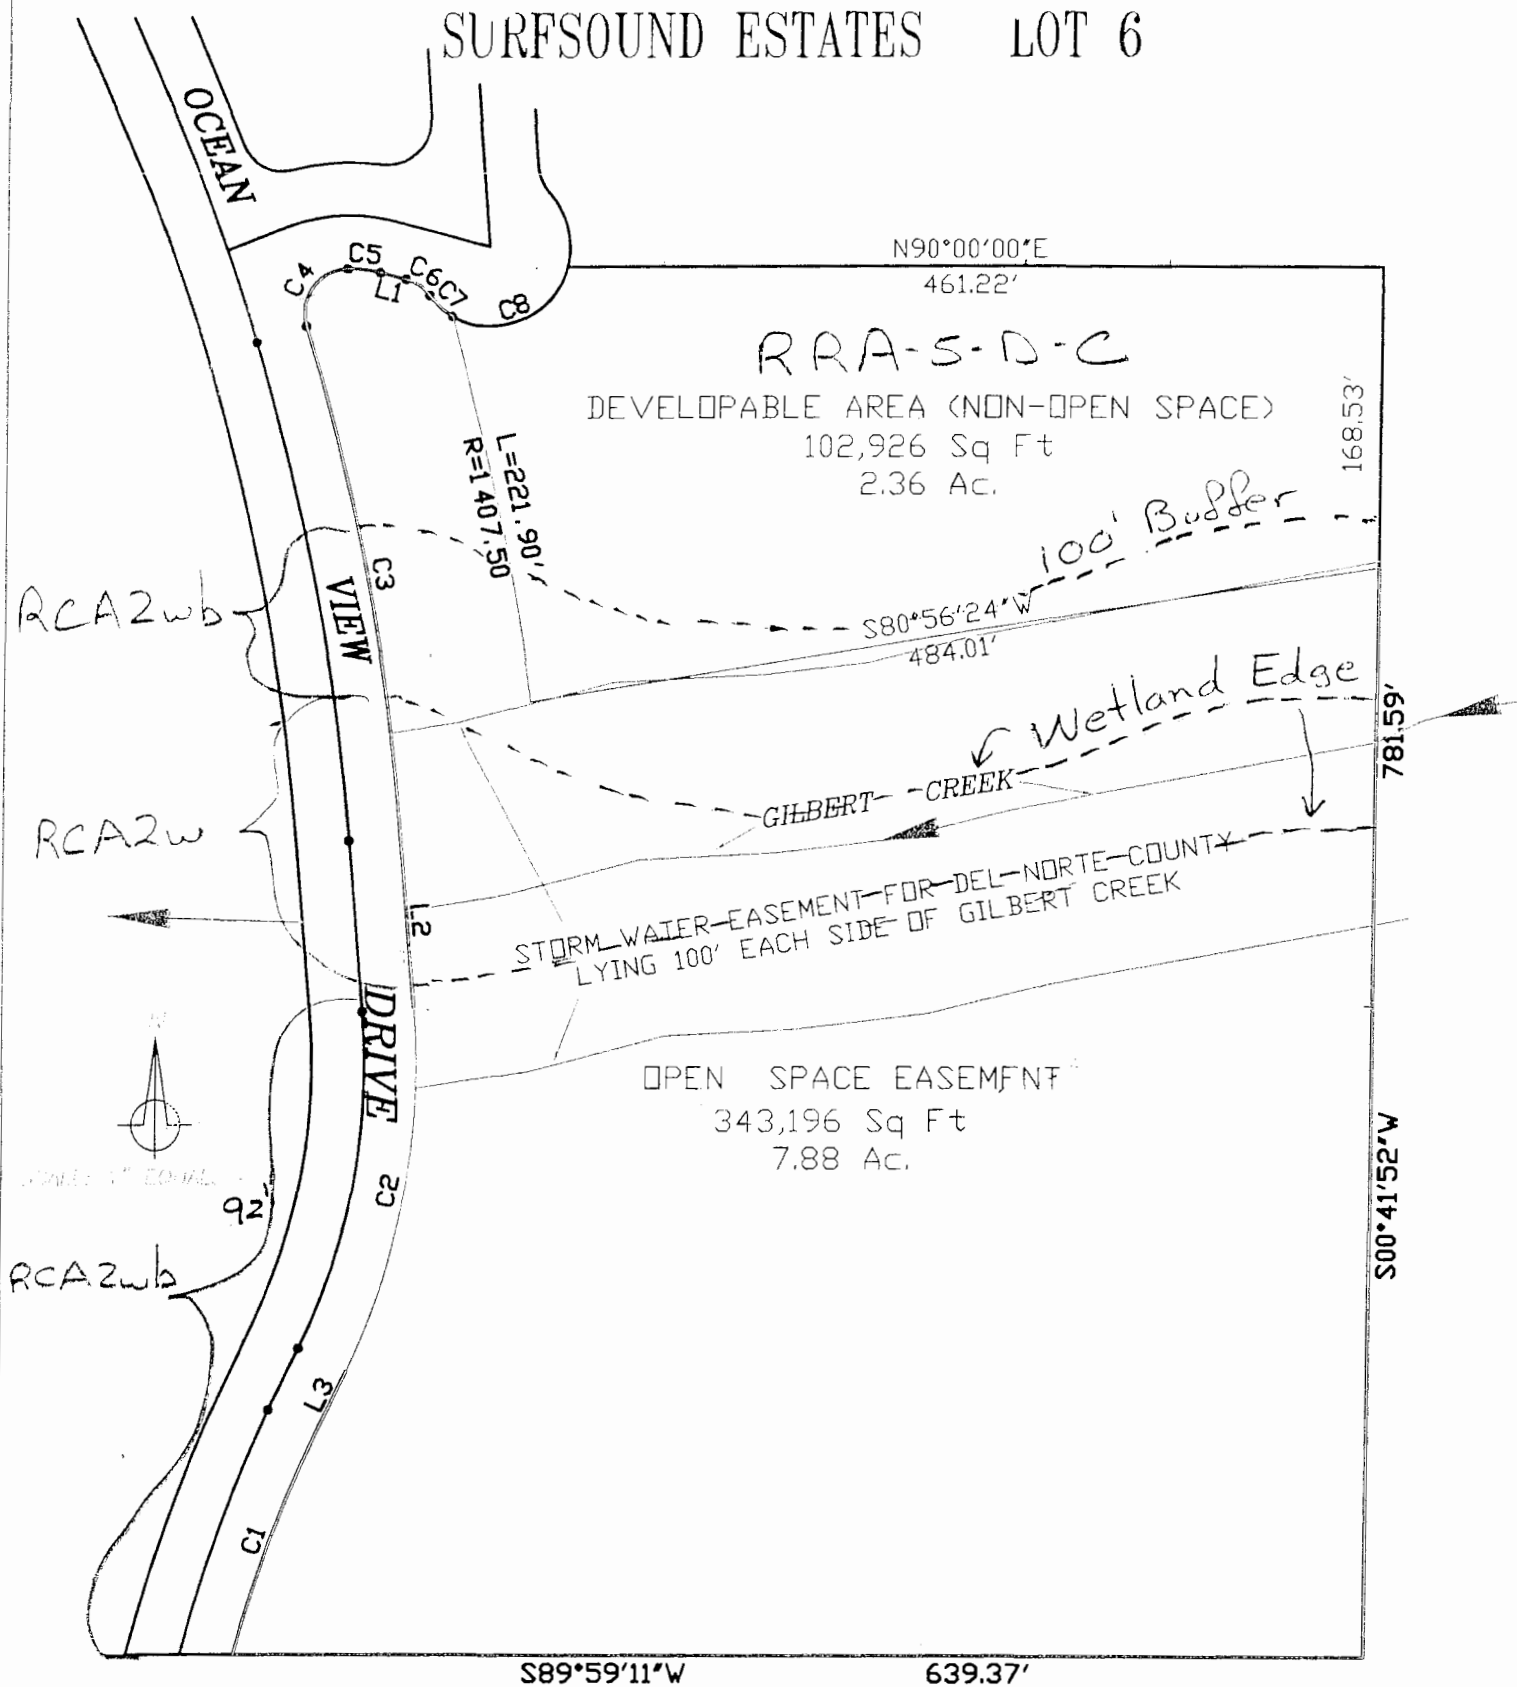 SURFSOUND ESTATES LOT 6
OCEAN
N90°00'00"E
461.22'
C4
C5
L1
C6
C7
C8
RRA-5-D-C
DEVELOPABLE AREA (NON-OPEN SPACE)
102,926 Sq Ft
2.36 Ac.
168.53'
L=221.90'
R=1407.50
100' Buffer
C3
VIEW
RCA2wb
S80°56'24"W
484.01'
Wetland Edge
781.59'
GILBERT CREEK
RCA2w
L2
STORM WATER EASEMENT FOR DEL NORTE COUNTY
LYING 100' EACH SIDE OF GILBERT CREEK
DRIVE
N
OPEN SPACE EASEMENT
343,196 Sq Ft
7.88 Ac.
S00°41'52"W
C2
92'
RCA2wb
L3
C1
S89°59'11"W
639.37'